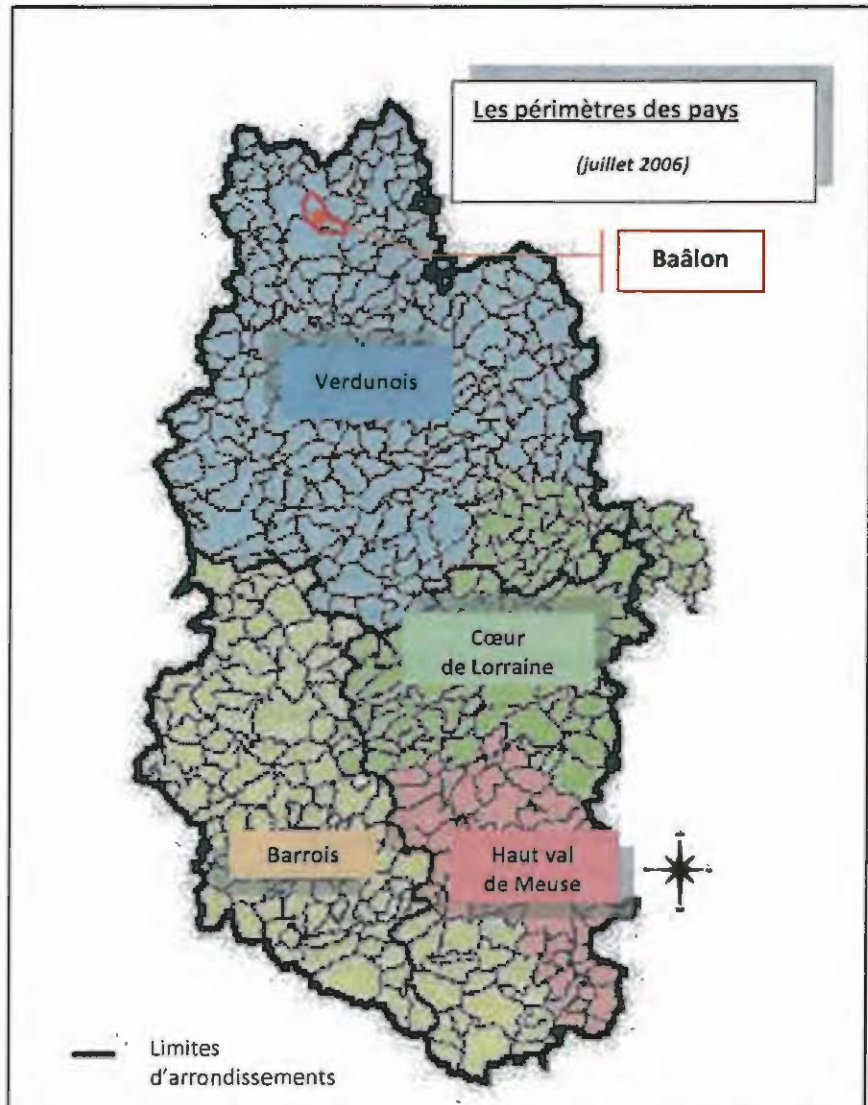 Les périmètres des pays
(juillet 2006)
Baâlon
Verdunois
Cœur
de Lorraine
Barrois
Haut val
de Meuse
Limites
d'arrondissements